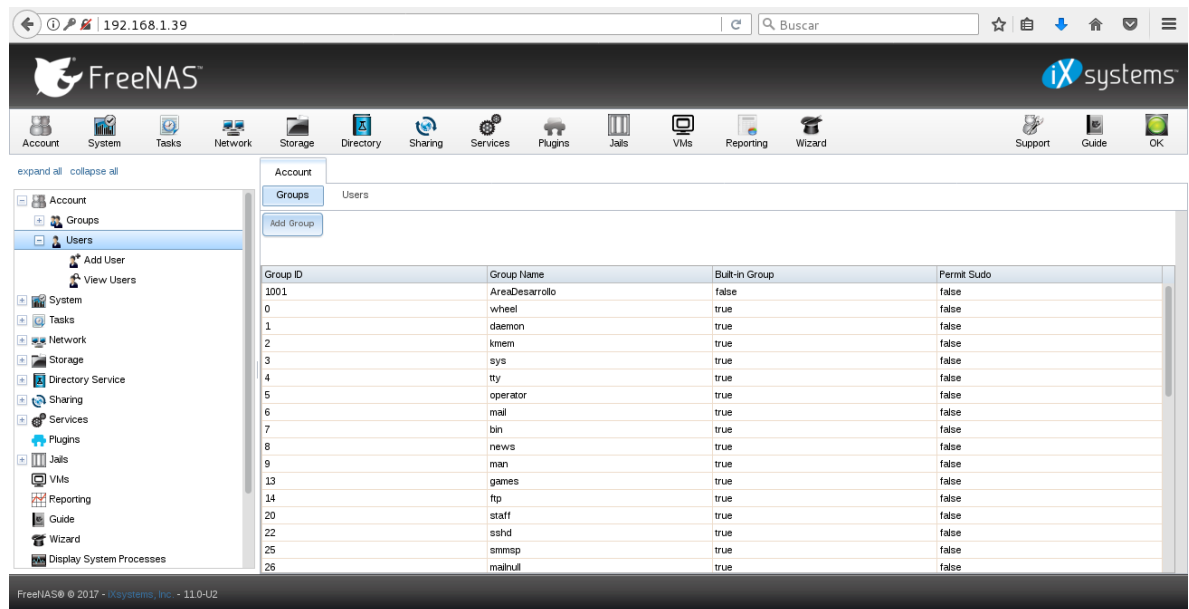 192.168.1.39
Buscar
FreeNAS™
iX systems™
Account System Tasks Network Storage Directory Sharing Services Plugins Jails VMs Reporting Wizard Support Guide OK
expand all collapse all
Account
Groups
Users
Add User
View Users
System
Tasks
Network
Storage
Directory Service
Sharing
Services
Plugins
Jails
VMs
Reporting
Guide
Wizard
Display System Processes
Account
Groups Users
Add Group
Group ID Group Name Built-in Group Permit Sudo
1001 AreaDesarrollo false false
0 wheel true false
1 daemon true false
2 kmem true false
3 sys true false
4 tty true false
5 operator true false
6 mail true false
7 bin true false
8 news true false
9 man true false
13 games true false
14 ftp true false
20 staff true false
22 sshd true false
25 smmsp true false
26 mailnull true false
FreeNAS® © 2017 - iXsystems, Inc. - 11.0-U2